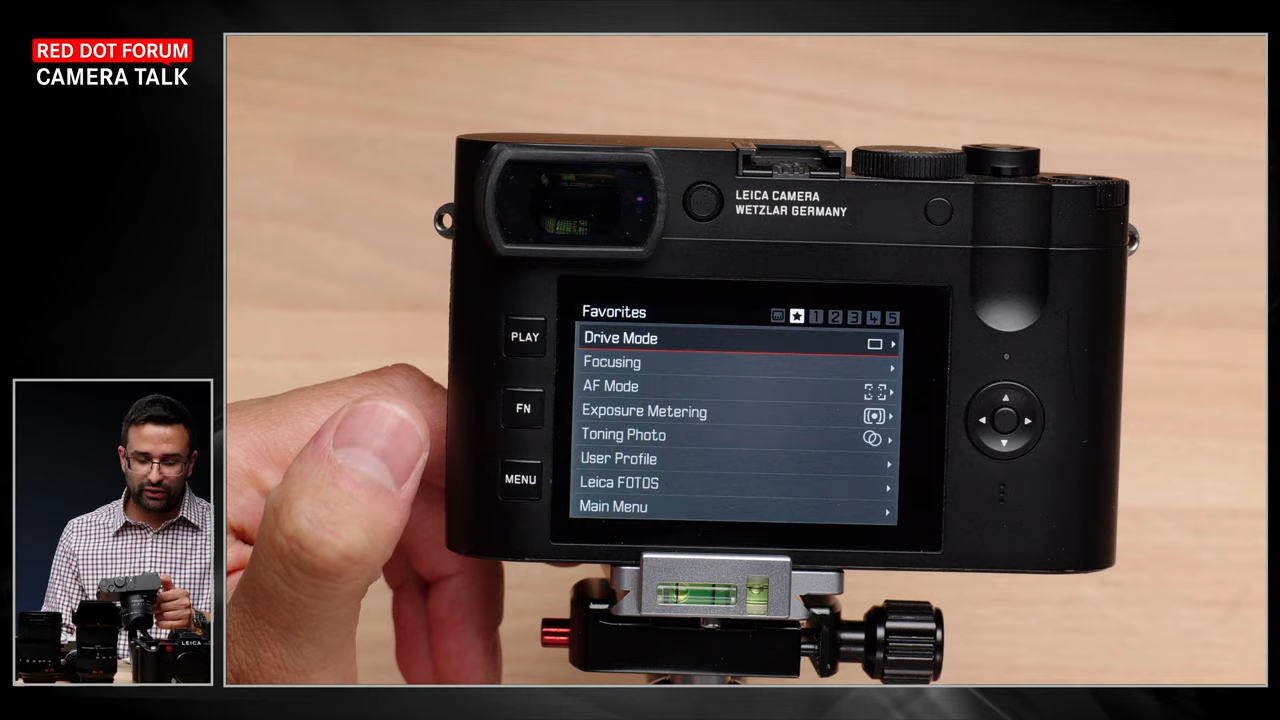 RED DOT FORUM
CAMERA TALK
LEICA CAMERA
WETZLAR GERMANY
PLAY
FN
MENU
Favorites
1 2 3 4 5
Drive Mode
Focusing
AF Mode
Exposure Metering
Toning Photo
User Profile
Leica FOTOS
Main Menu
LEICA